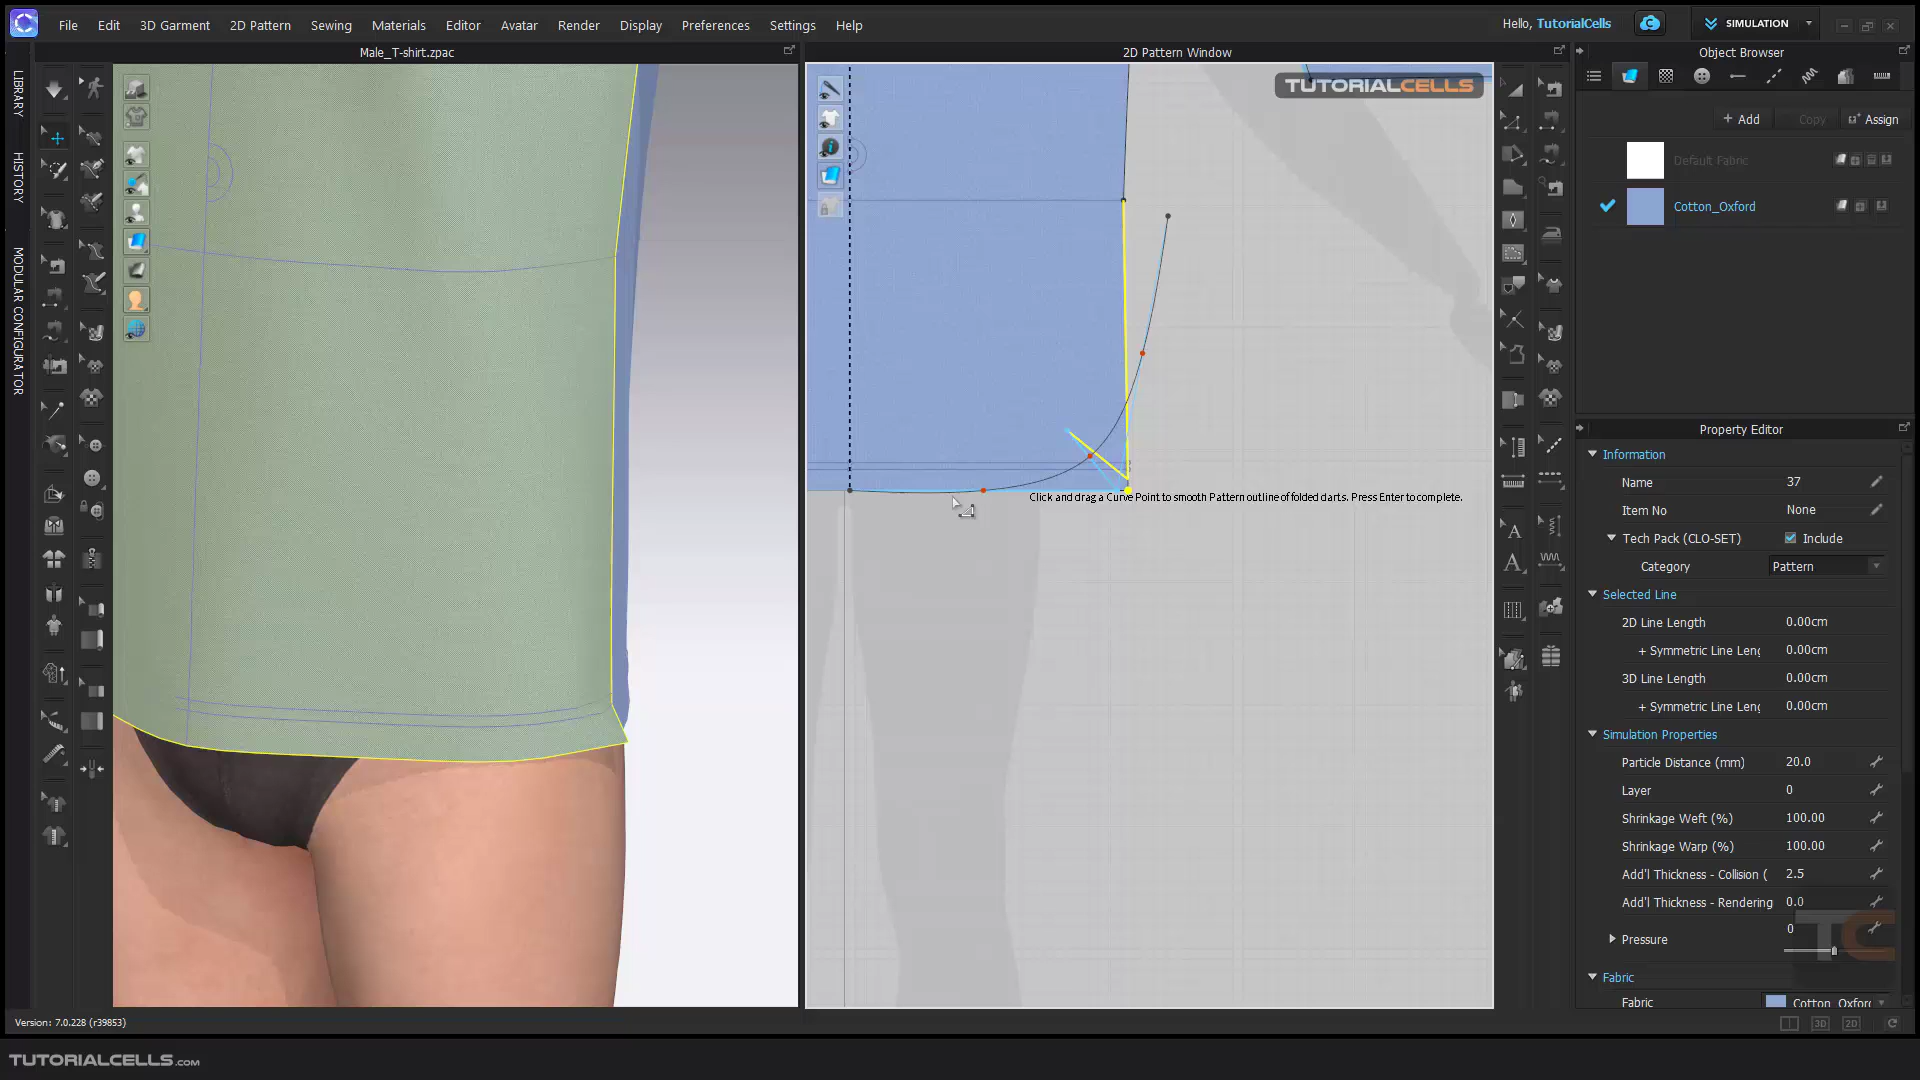 File Edit 3D Garment 2D Pattern Sewing Materials Editor Avatar Render Display Preferences Settings Help
Hello, TutorialCells
SIMULATION
Male_T-shirt.zpac
2D Pattern Window
Object Browser
LIBRARY
HISTORY
MODULAR CONFIGURATOR
TUTORIALCELLS
+ Add
Copy
Assign
Default Fabric
Cotton_Oxford
Click and drag a Curve Point to smooth Pattern outline of folded darts. Press Enter to complete.
Property Editor
Information
Name 37
Item No None
Tech Pack (CLO-SET) Include
Category Pattern
Selected Line
2D Line Length 0.00cm
+ Symmetric Line Leng 0.00cm
3D Line Length 0.00cm
+ Symmetric Line Leng 0.00cm
Simulation Properties
Particle Distance (mm) 20.0
Layer 0
Shrinkage Weft (%) 100.00
Shrinkage Warp (%) 100.00
Add'l Thickness - Collision ( 2.5
Add'l Thickness - Rendering 0.0
Pressure 0
TC
Fabric
Fabric Cotton_Oxford
Version: 7.0.228 (r39853)
3D
2D
TUTORIALCELLS.com